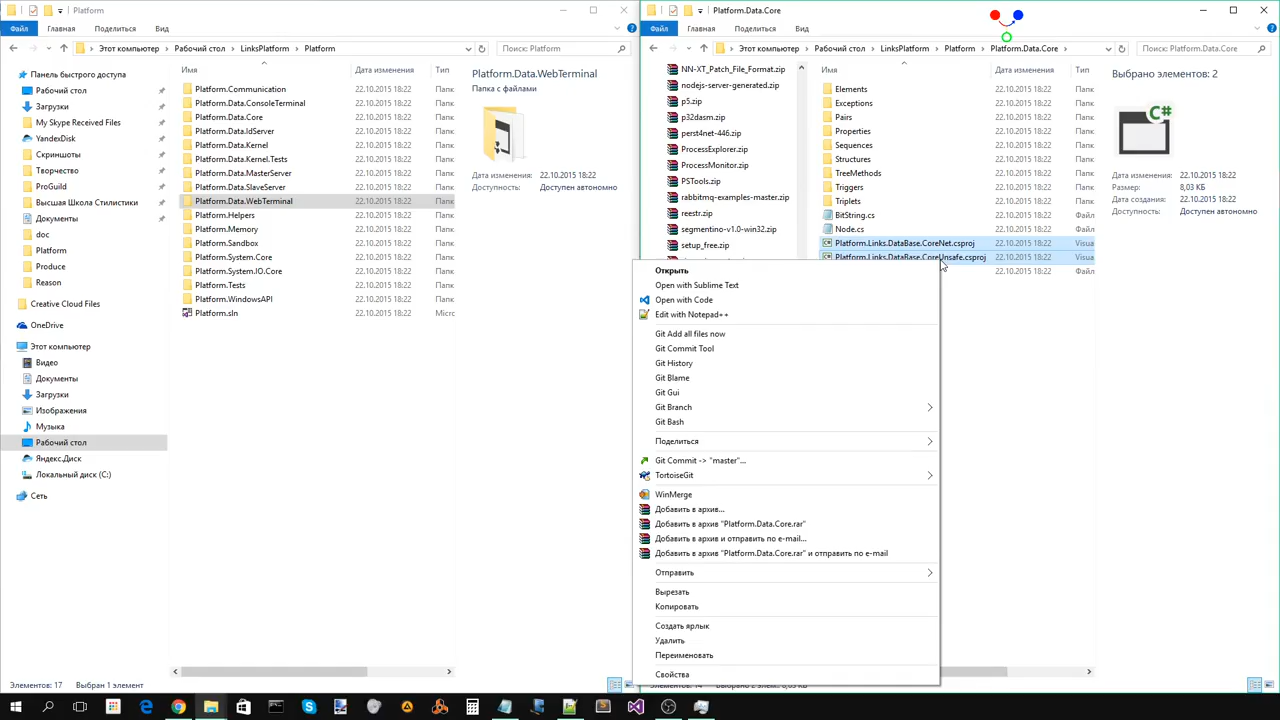 Platform
Файл
Главная
Поделиться
Вид
Этот компьютер
Рабочий стол
LinksPlatform
Platform
Поиск: Platform
Панель быстрого доступа
Рабочий стол
Загрузки
My Skype Received Files
YandexDisk
Скриншоты
Творчество
ProGuild
Высшая Школа Стилистики
Документы
doc
Platform
Produce
Reason
Creative Cloud Files
OneDrive
Этот компьютер
Видео
Документы
Загрузки
Изображения
Музыка
Рабочий стол
Яндекс.Диск
Локальный диск (C:)
Сеть
Имя Дата изменения Тип
Platform.Communication 22.10.2015 18:22 Папк
Platform.Data.ConsoleTerminal 22.10.2015 18:22 Папк
Platform.Data.Core 22.10.2015 18:22 Папк
Platform.Data.IdServer 22.10.2015 18:22 Папк
Platform.Data.Kernel 22.10.2015 18:22 Папк
Platform.Data.Kernel.Tests 22.10.2015 18:22 Папк
Platform.Data.MasterServer 22.10.2015 18:22 Папк
Platform.Data.SlaveServer 22.10.2015 18:22 Папк
Platform.Data.WebTerminal 22.10.2015 18:22 Папк
Platform.Helpers 22.10.2015 18:22 Папк
Platform.Memory 22.10.2015 18:22 Папк
Platform.Sandbox 22.10.2015 18:22 Папк
Platform.System.Core 22.10.2015 18:22 Папк
Platform.System.IO.Core 22.10.2015 18:22 Папк
Platform.Tests 22.10.2015 18:22 Папк
Platform.WindowsAPI 22.10.2015 18:22 Папк
Platform.sln 22.10.2015 18:22 Micrc
Platform.Data.WebTerminal
Папка с файлами
Дата изменения: 22.10.2015 18:22
Доступность: Доступен автономно
Элементов: 17 Выбран 1 элемент
Platform.Data.Core
Файл
Главная
Поделиться
Вид
Этот компьютер
Рабочий стол
LinksPlatform
Platform
Platform.Data.Core
Поиск: Platform.Data.Core
NN-XT_Patch_File_Format.zip
nodejs-server-generated.zip
p5.zip
p32dasm.zip
perst4net-446.zip
ProcessExplorer.zip
ProcessMonitor.zip
PSTools.zip
rabbitmq-examples-master.zip
reestr.zip
segmentino-v1.0-win32.zip
setup_free.zip
Имя Дата изменения Тип
Elements 22.10.2015 18:22 Папк
Exceptions 22.10.2015 18:22 Папк
Pairs 22.10.2015 18:22 Папк
Properties 22.10.2015 18:22 Папк
Sequences 22.10.2015 18:22 Папк
Structures 22.10.2015 18:22 Папк
TreeMethods 22.10.2015 18:22 Папк
Triggers 22.10.2015 18:22 Папк
Triplets 22.10.2015 18:22 Папк
BitString.cs 22.10.2015 18:22 Файл
Node.cs 22.10.2015 18:22 Файл
Platform.Links.DataBase.CoreNet.csproj 22.10.2015 18:22 Visua
Platform.Links.DataBase.CoreUnsafe.csproj 22.10.2015 18:22 Visua
22.10.2015 18:22 Файл
Выбрано элементов: 2
C#
Дата изменения: 22.10.2015 18:22
Размер: 8,03 КБ
Дата создания: 22.10.2015 18:22
Доступность: Доступен автономно
Открыть
Open with Sublime Text
Open with Code
Edit with Notepad++
Git Add all files now
Git Commit Tool
Git History
Git Blame
Git Gui
Git Branch
Git Bash
Поделиться
Git Commit -> "master"...
TortoiseGit
WinMerge
Добавить в архив...
Добавить в архив "Platform.Data.Core.rar"
Добавить в архив и отправить по e-mail...
Добавить в архив "Platform.Data.Core.rar" и отправить по e-mail
Отправить
Вырезать
Копировать
Создать ярлык
Удалить
Переименовать
Свойства